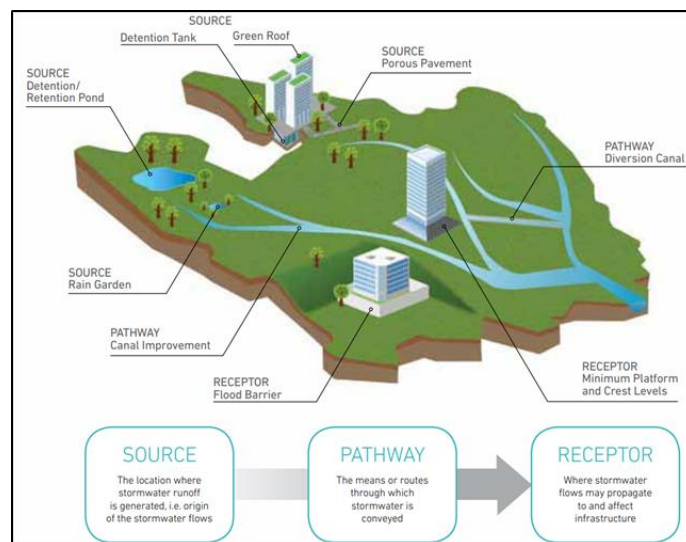 SOURCE
Detention Tank
Green Roof
SOURCE
Porous Pavement
SOURCE
Detention/
Retention Pond
PATHWAY
Diversion Canal
SOURCE
Rain Garden
PATHWAY
Canal Improvement
RECEPTOR
Flood Barrier
RECEPTOR
Minimum Platform
and Crest Levels
SOURCE
The location where
stormwater runoff
is generated, i.e. origin
of the stormwater flows
PATHWAY
The means or routes
through which
stormwater is
conveyed
RECEPTOR
Where stormwater
flows may propagate
to and affect
infrastructure